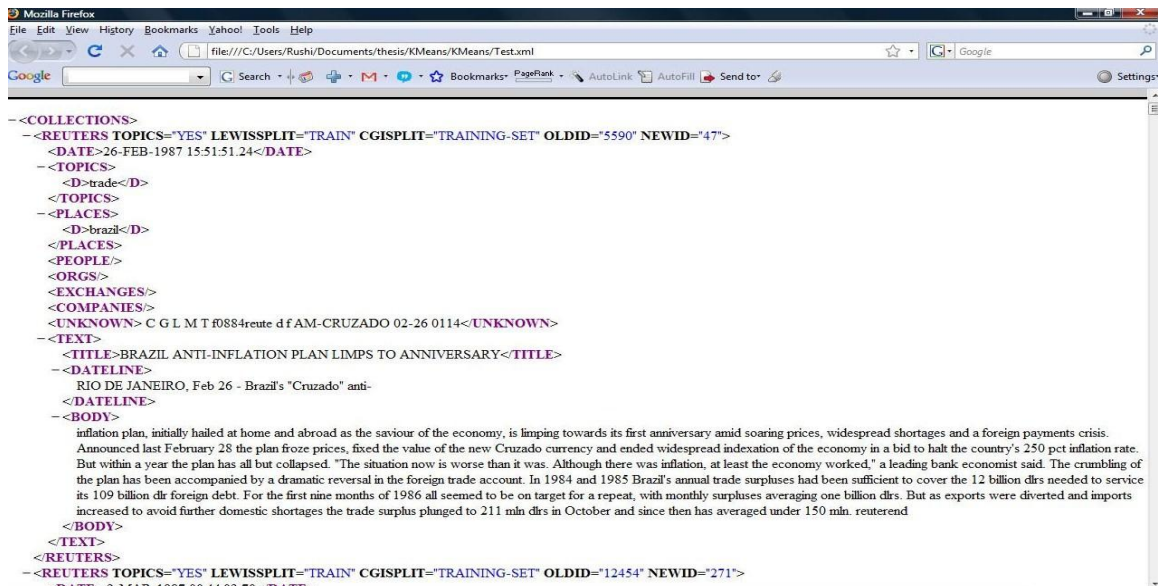 Mozilla Firefox
File Edit View History Bookmarks Yahoo! Tools Help
file:///C:/Users/Rushi/Documents/thesis/KMeans/KMeans/Test.xml G Google
Google G Search Bookmarks PageRank AutoLink AutoFill Send to Settings
−<COLLECTIONS>
−<REUTERS TOPICS="YES" LEWISSPLIT="TRAIN" CGISPLIT="TRAINING-SET" OLDID="5590" NEWID="47">
<DATE>26-FEB-1987 15:51:51.24</DATE>
−<TOPICS>
<D>trade</D>
</TOPICS>
−<PLACES>
<D>brazil</D>
</PLACES>
<PEOPLE/>
<ORGS/>
<EXCHANGES/>
<COMPANIES/>
<UNKNOWN> C G L M T f0884reute d f AM-CRUZADO 02-26 0114</UNKNOWN>
−<TEXT>
<TITLE>BRAZIL ANTI-INFLATION PLAN LIMPS TO ANNIVERSARY</TITLE>
−<DATELINE>
RIO DE JANEIRO, Feb 26 - Brazil's "Cruzado" anti-
</DATELINE>
−<BODY>
inflation plan, initially hailed at home and abroad as the saviour of the economy, is limping towards its first anniversary amid soaring prices, widespread shortages and a foreign payments crisis.
Announced last February 28 the plan froze prices, fixed the value of the new Cruzado currency and ended widespread indexation of the economy in a bid to halt the country's 250 pct inflation rate.
But within a year the plan has all but collapsed. "The situation now is worse than it was. Although there was inflation, at least the economy worked," a leading bank economist said. The crumbling of
the plan has been accompanied by a dramatic reversal in the foreign trade account. In 1984 and 1985 Brazil's annual trade surpluses had been sufficient to cover the 12 billion dlrs needed to service
its 109 billion dlr foreign debt. For the first nine months of 1986 all seemed to be on target for a repeat, with monthly surpluses averaging one billion dlrs. But as exports were diverted and imports
increased to avoid further domestic shortages the trade surplus plunged to 211 mln dlrs in October and since then has averaged under 150 mln. reuterend
</BODY>
</TEXT>
</REUTERS>
−<REUTERS TOPICS="YES" LEWISSPLIT="TRAIN" CGISPLIT="TRAINING-SET" OLDID="12454" NEWID="271">